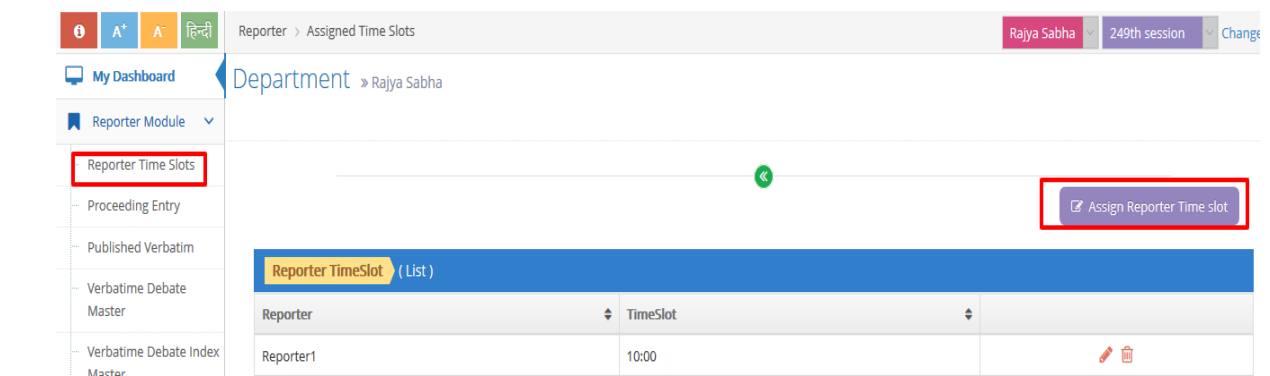 A⁺ A⁻ हिन्दी Reporter > Assigned Time Slots Rajya Sabha 249th session Change
My Dashboard
Department » Rajya Sabha
Reporter Module
Reporter Time Slots
Proceeding Entry
Assign Reporter Time slot
Published Verbatim
Reporter TimeSlot ( List )
Verbatime Debate
Master
Reporter TimeSlot
Verbatime Debate Index
Master
Reporter1 10:00